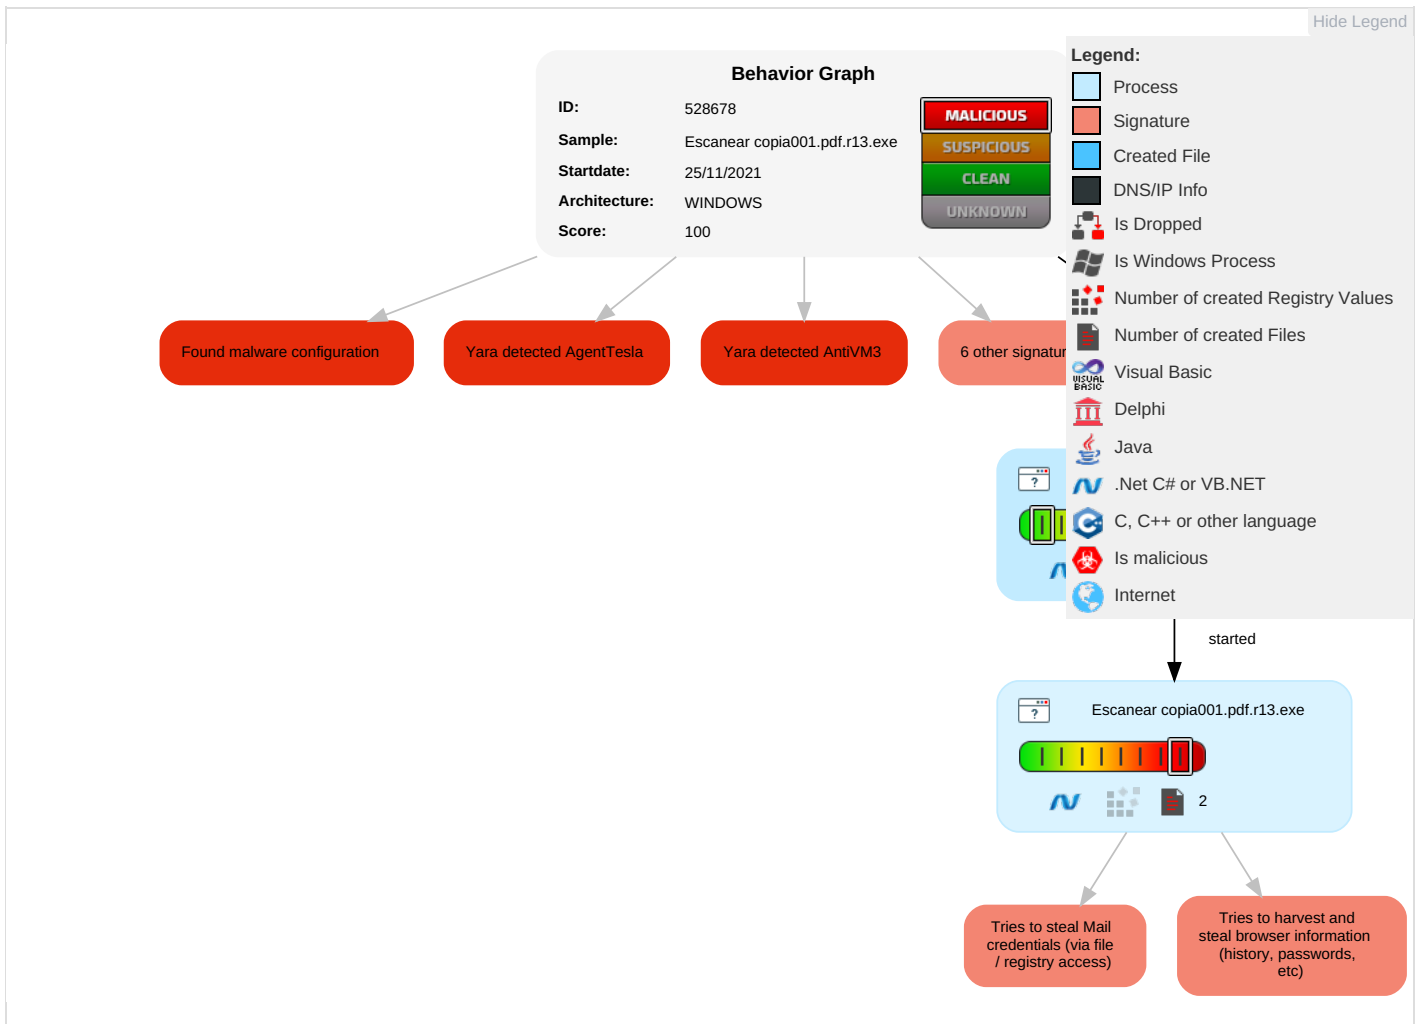 Hide Legend
Behavior Graph
ID: 528678
Sample: Escanear copia001.pdf.r13.exe
Startdate: 25/11/2021
Architecture: WINDOWS
Score: 100
MALICIOUS
SUSPICIOUS
CLEAN
UNKNOWN
Legend:
Process
Signature
Created File
DNS/IP Info
Is Dropped
Is Windows Process
Number of created Registry Values
Number of created Files
VISUAL
BASIC
Visual Basic
Delphi
Java
.Net C# or VB.NET
C, C++ or other language
Is malicious
Internet
Found malware configuration
Yara detected AgentTesla
Yara detected AntiVM3
6 other
?
started
?
Escanear copia001.pdf.r13.exe
2
Tries to steal Mail
credentials (via file
/ registry access)
Tries to harvest and
steal browser information
(history, passwords,
etc)